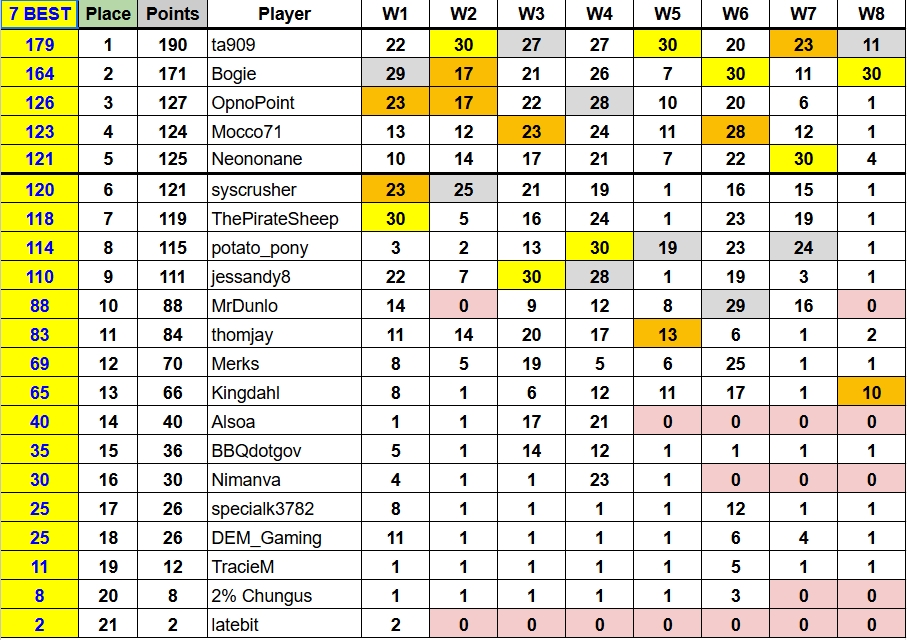 7 BEST Place Points Player W1 W2 W3 W4 W5 W6 W7 W8
179 1 190 ta909 22 30 27 27 30 20 23 11
164 2 171 Bogie 29 17 21 26 7 30 11 30
126 3 127 OpnoPoint 23 17 22 28 10 20 6 1
123 4 124 Mocco71 13 12 23 24 11 28 12 1
121 5 125 Neononane 10 14 17 21 7 22 30 4
120 6 121 syscrusher 23 25 21 19 1 16 15 1
118 7 119 ThePirateSheep 30 5 16 24 1 23 19 1
114 8 115 potato_pony 3 2 13 30 19 23 24 1
110 9 111 jessandy8 22 7 30 28 1 19 3 1
88 10 88 MrDunlo 14 0 9 12 8 29 16 0
83 11 84 thomjay 11 14 20 17 13 6 1 2
69 12 70 Merks 8 5 19 5 6 25 1 1
65 13 66 Kingdahl 8 1 6 12 11 17 1 10
40 14 40 Alsoa 1 1 17 21 0 0 0 0
35 15 36 BBQdotgov 5 1 14 12 1 1 1 1
30 16 30 Nimanva 4 1 1 23 1 0 0 0
25 17 26 specialk3782 8 1 1 1 1 12 1 1
25 18 26 DEM_Gaming 11 1 1 1 1 6 4 1
11 19 12 TracieM 1 1 1 1 1 5 1 1
8 20 8 2% Chungus 1 1 1 1 1 3 0 0
2 21 2 latebit 2 0 0 0 0 0 0 0